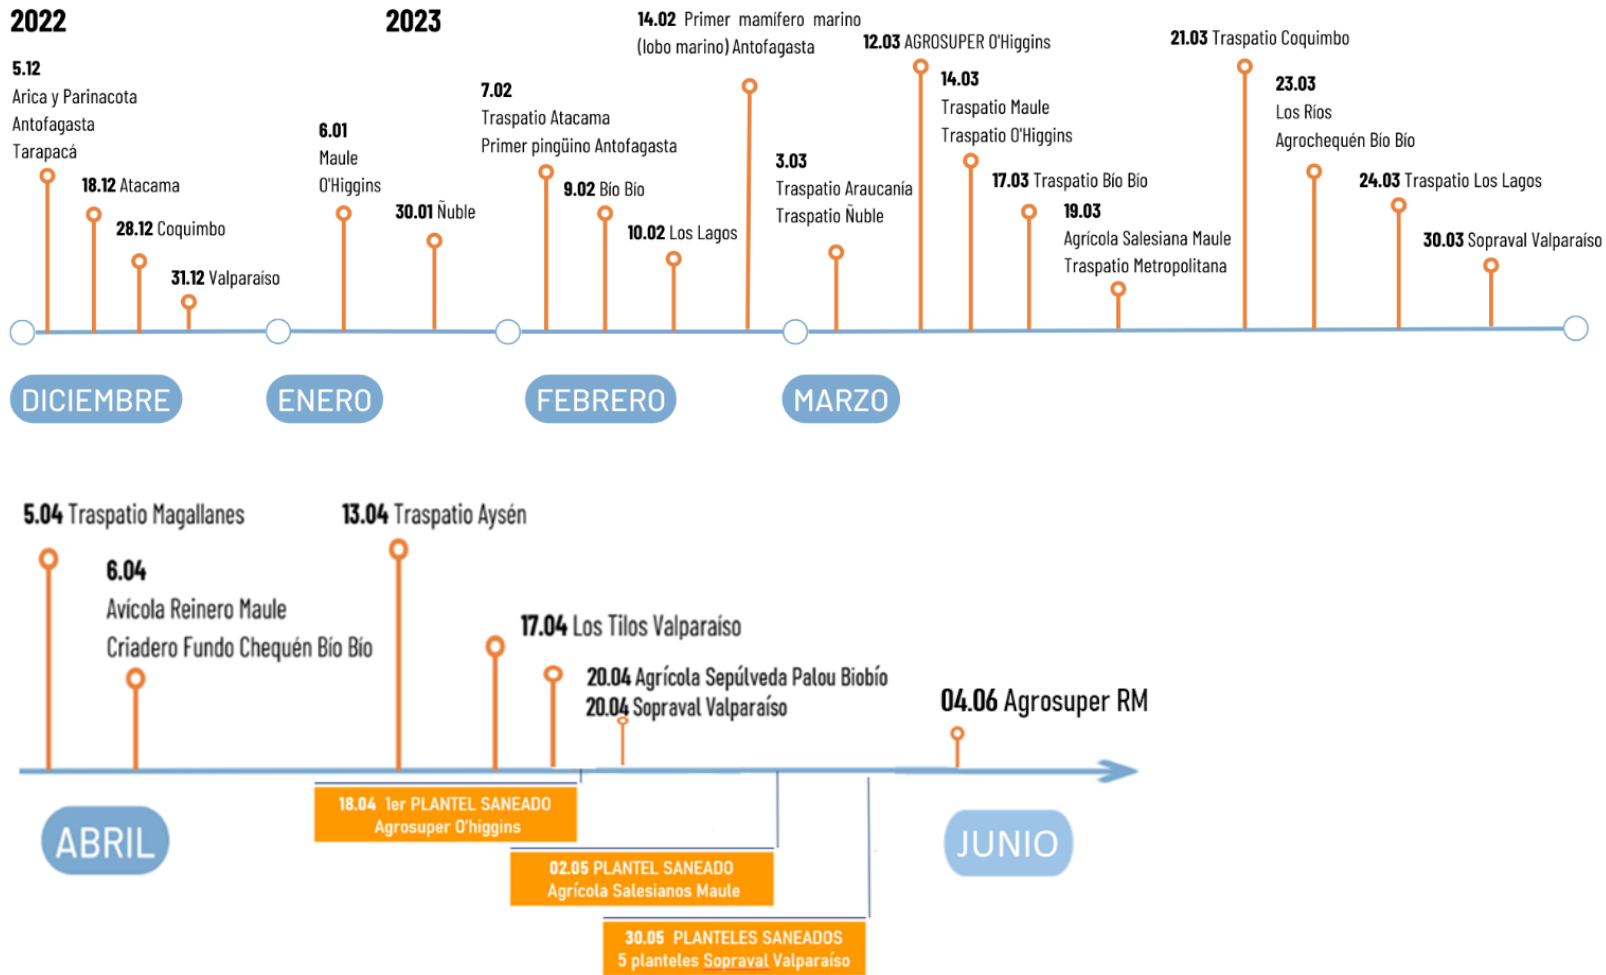 2022
2023
5.12
Arica y Parinacota
Antofagasta
Tarapacá
18.12 Atacama
28.12 Coquimbo
31.12 Valparaíso
6.01
Maule
O'Higgins
30.01 Ñuble
7.02
Traspatio Atacama
Primer pingüino Antofagasta
9.02 Bío Bío
10.02 Los Lagos
14.02 Primer mamífero marino
(lobo marino) Antofagasta
3.03
Traspatio Araucanía
Traspatio Ñuble
12.03 AGROSUPER O'Higgins
14.03
Traspatio Maule
Traspatio O'Higgins
17.03 Traspatio Bío Bío
19.03
Agrícola Salesiana Maule
Traspatio Metropolitana
21.03 Traspatio Coquimbo
23.03
Los Ríos
Agrochequén Bío Bío
24.03 Traspatio Los Lagos
30.03 Sopraval Valparaíso
DICIEMBRE
ENERO
FEBRERO
MARZO
5.04 Traspatio Magallanes
6.04
Avícola Reinero Maule
Criadero Fundo Chequén Bío Bío
13.04 Traspatio Aysén
17.04 Los Tilos Valparaíso
20.04 Agrícola Sepúlveda Palou Biobío
20.04 Sopraval Valparaíso
04.06 Agrosuper RM
ABRIL
18.04 1er PLANTEL SANEADO
Agrosuper O'higgins
02.05 PLANTEL SANEADO
Agrícola Salesianos Maule
30.05 PLANTELES SANEADOS
5 planteles Sopraval Valparaíso
JUNIO